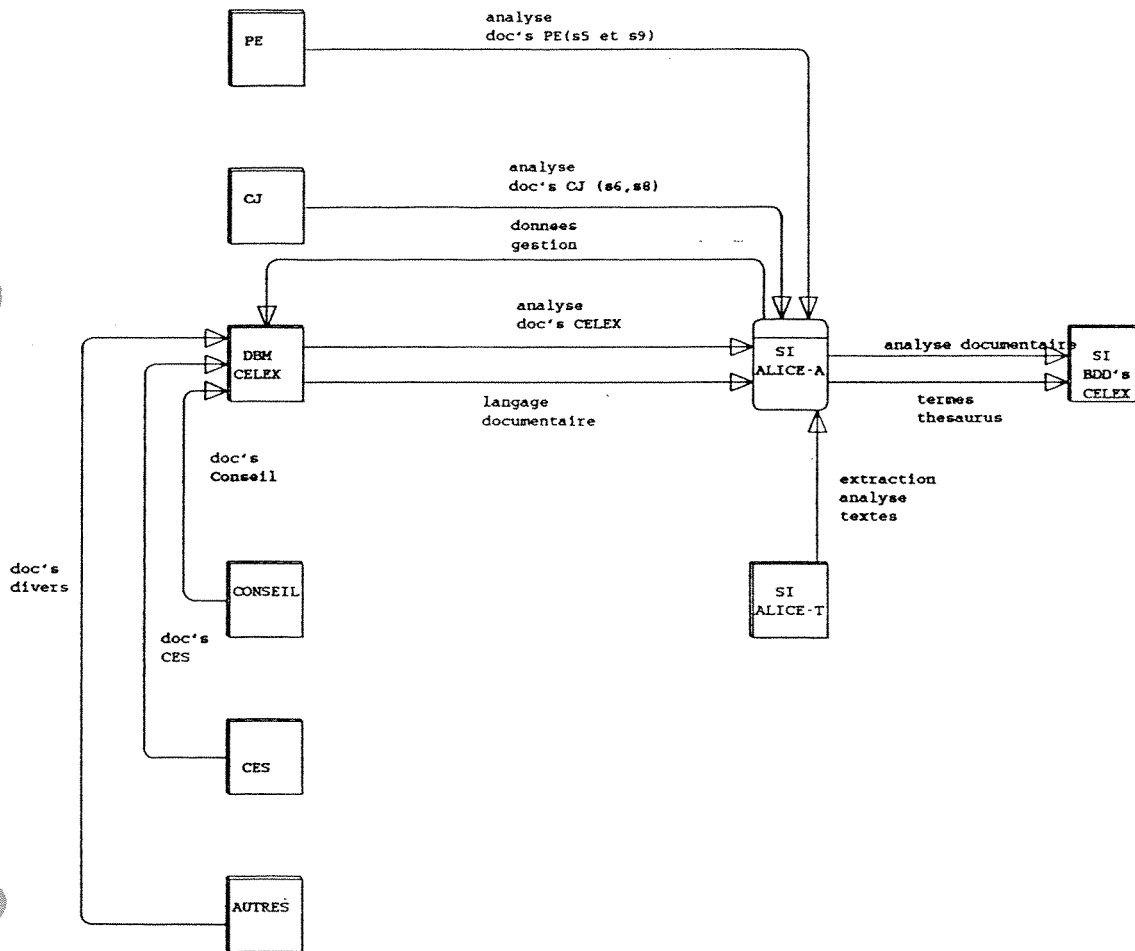 analyse
doc's PE(s5 et s9)
PE
analyse
doc's CJ (s6,s8)
CJ
donnees
gestion
analyse
doc's CELEX
DBM
CELEX
SI
ALICE-A
analyse documentaire
SI
BDD's
CELEX
langage
documentaire
termes
thesaurus
doc's
Conseil
extraction
analyse
textes
doc's
divers
CONSEIL
SI
ALICE-T
doc's
CES
CES
AUTRES